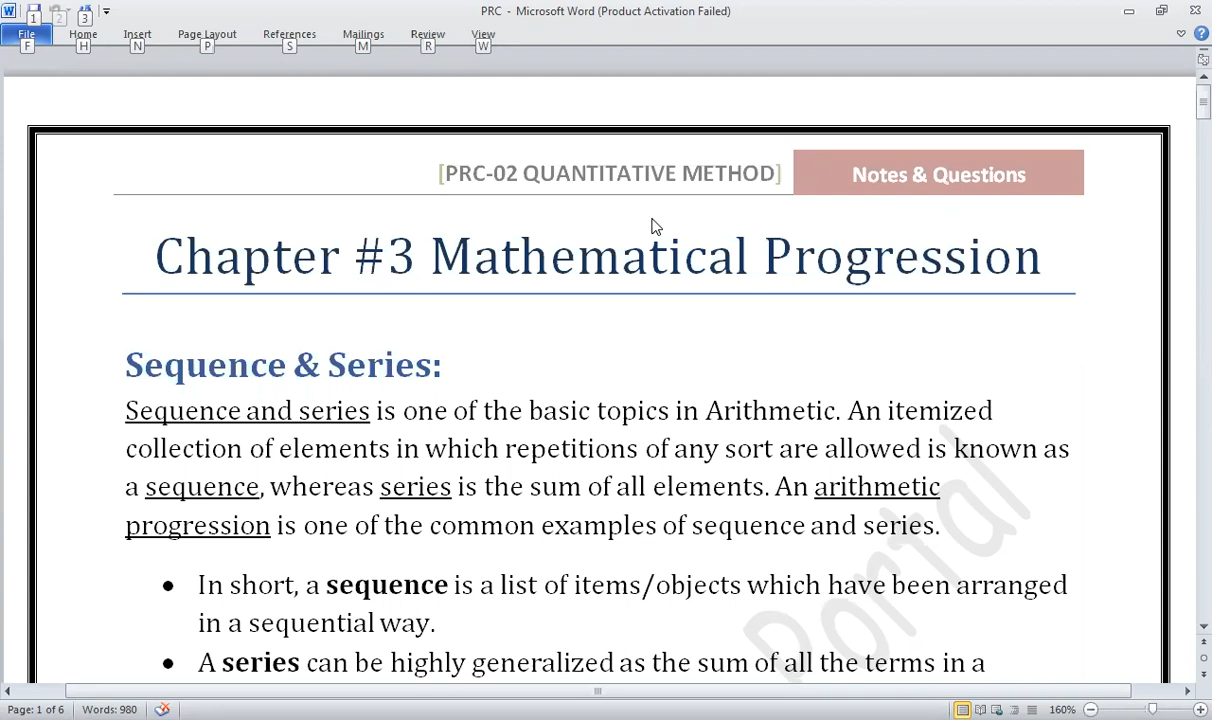 PRC - Microsoft Word (Product Activation Failed)
1 2 3
File Home Insert Page Layout References Mailings Review View
F H N P S M R W
[PRC-02 QUANTITATIVE METHOD] Notes & Questions
Chapter #3 Mathematical Progression
Sequence & Series:
Sequence and series is one of the basic topics in Arithmetic. An itemized
collection of elements in which repetitions of any sort are allowed is known as
a sequence, whereas series is the sum of all elements. An arithmetic
progression is one of the common examples of sequence and series.
• In short, a sequence is a list of items/objects which have been arranged
in a sequential way.
• A series can be highly generalized as the sum of all the terms in a
Portal
Page: 1 of 6 Words: 980 160%